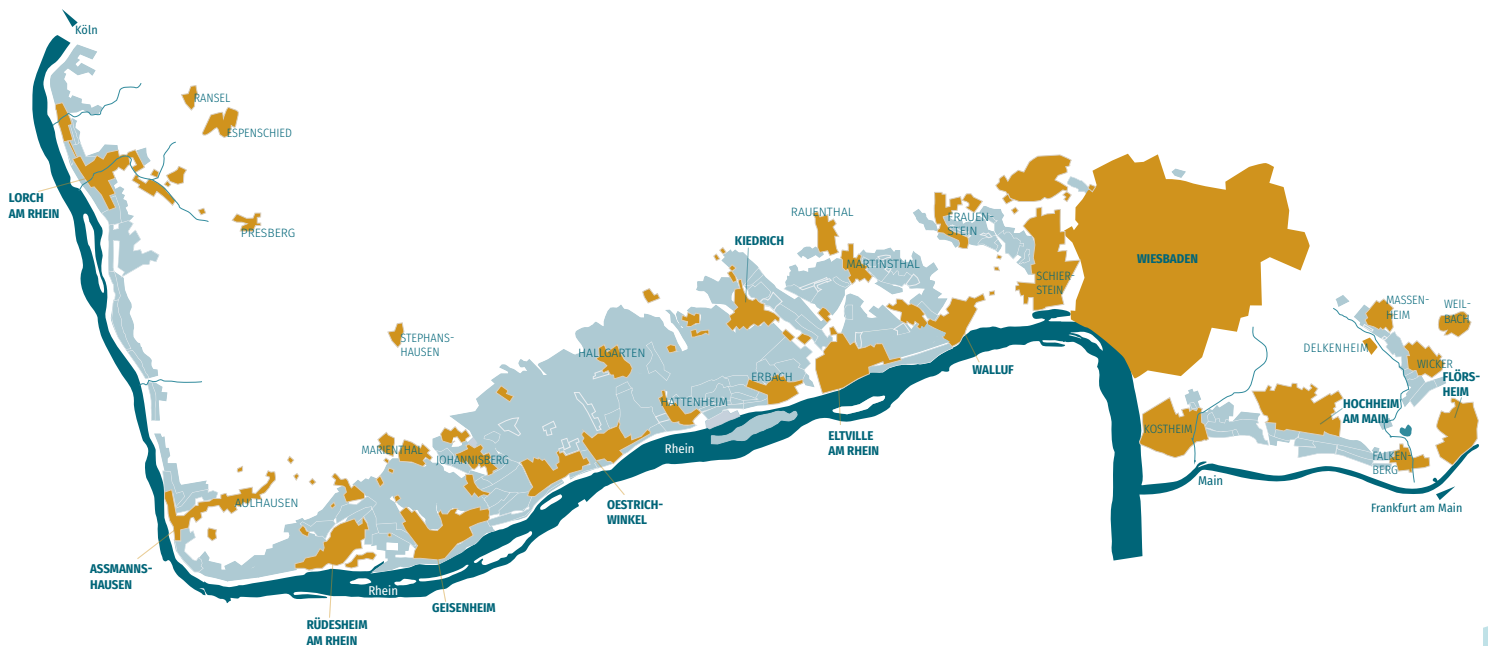 Köln
RANSEL
ESPENSCHIED
LORCH
AM RHEIN
PRESBERG
STEPHANS-
HAUSEN
HALLGARTEN
KIEDRICH
RAUENTHAL
MARTINSTHAL
FRAUEN-
STEIN
SCHIER-
STEIN
WIESBADEN
MASSEN-
HEIM
WEIL-
BACH
DELKENHEIM
WICKER
FLÖRS-
HEIM
HOCHHEIM
AM MAIN
KOSTHEIM
FALKEN-
BERG
Main
Frankfurt am Main
WALLUF
ERBACH
HATTENHEIM
ELTVILLE
AM RHEIN
Rhein
MARIENTHAL
JOHANNISBERG
OESTRICH-
WINKEL
AULHAUSEN
ASSMANNS-
HAUSEN
Rhein
GEISENHEIM
RÜDESHEIM
AM RHEIN